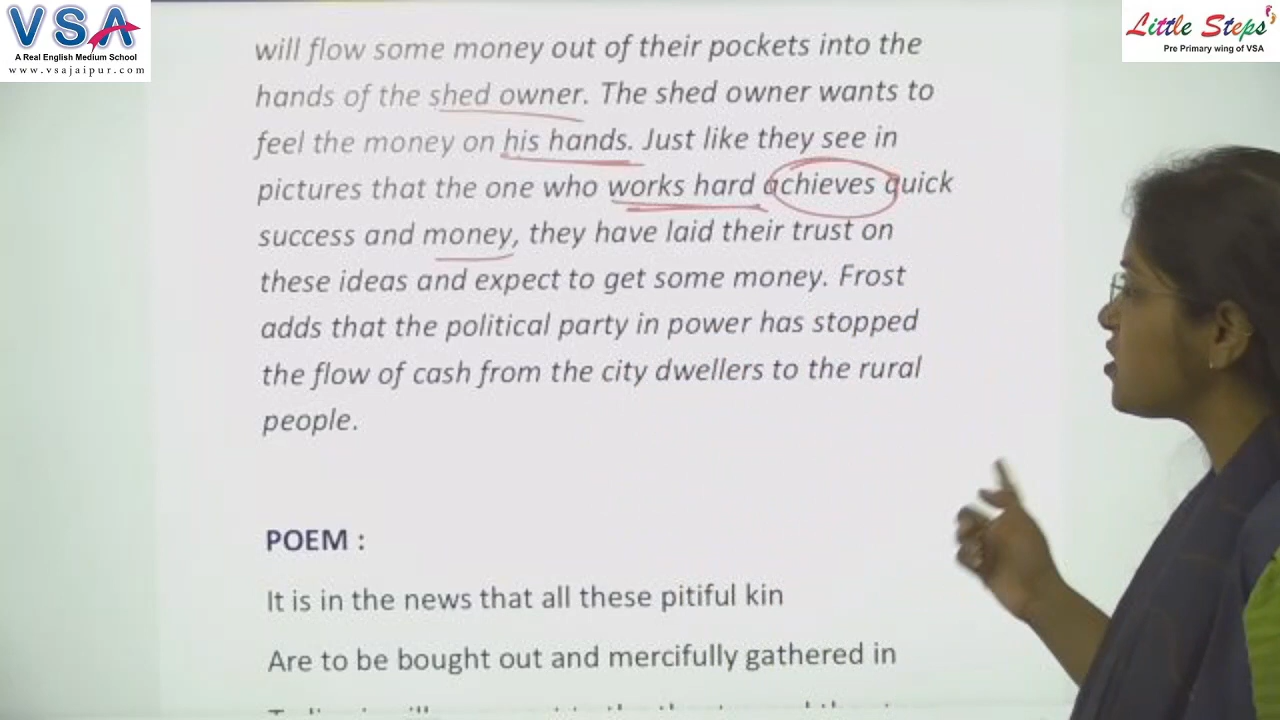 VSA
A Real English Medium School
www.vsajaipur.com
Little Steps
Pre Primary wing of VSA
will flow some money out of their pockets into the
hands of the shed owner. The shed owner wants to
feel the money on his hands. Just like they see in
pictures that the one who works hard achieves quick
success and money, they have laid their trust on
these ideas and expect to get some money. Frost
adds that the political party in power has stopped
the flow of cash from the city dwellers to the rural
people.
POEM :
It is in the news that all these pitiful kin
Are to be bought out and mercifully gathered in